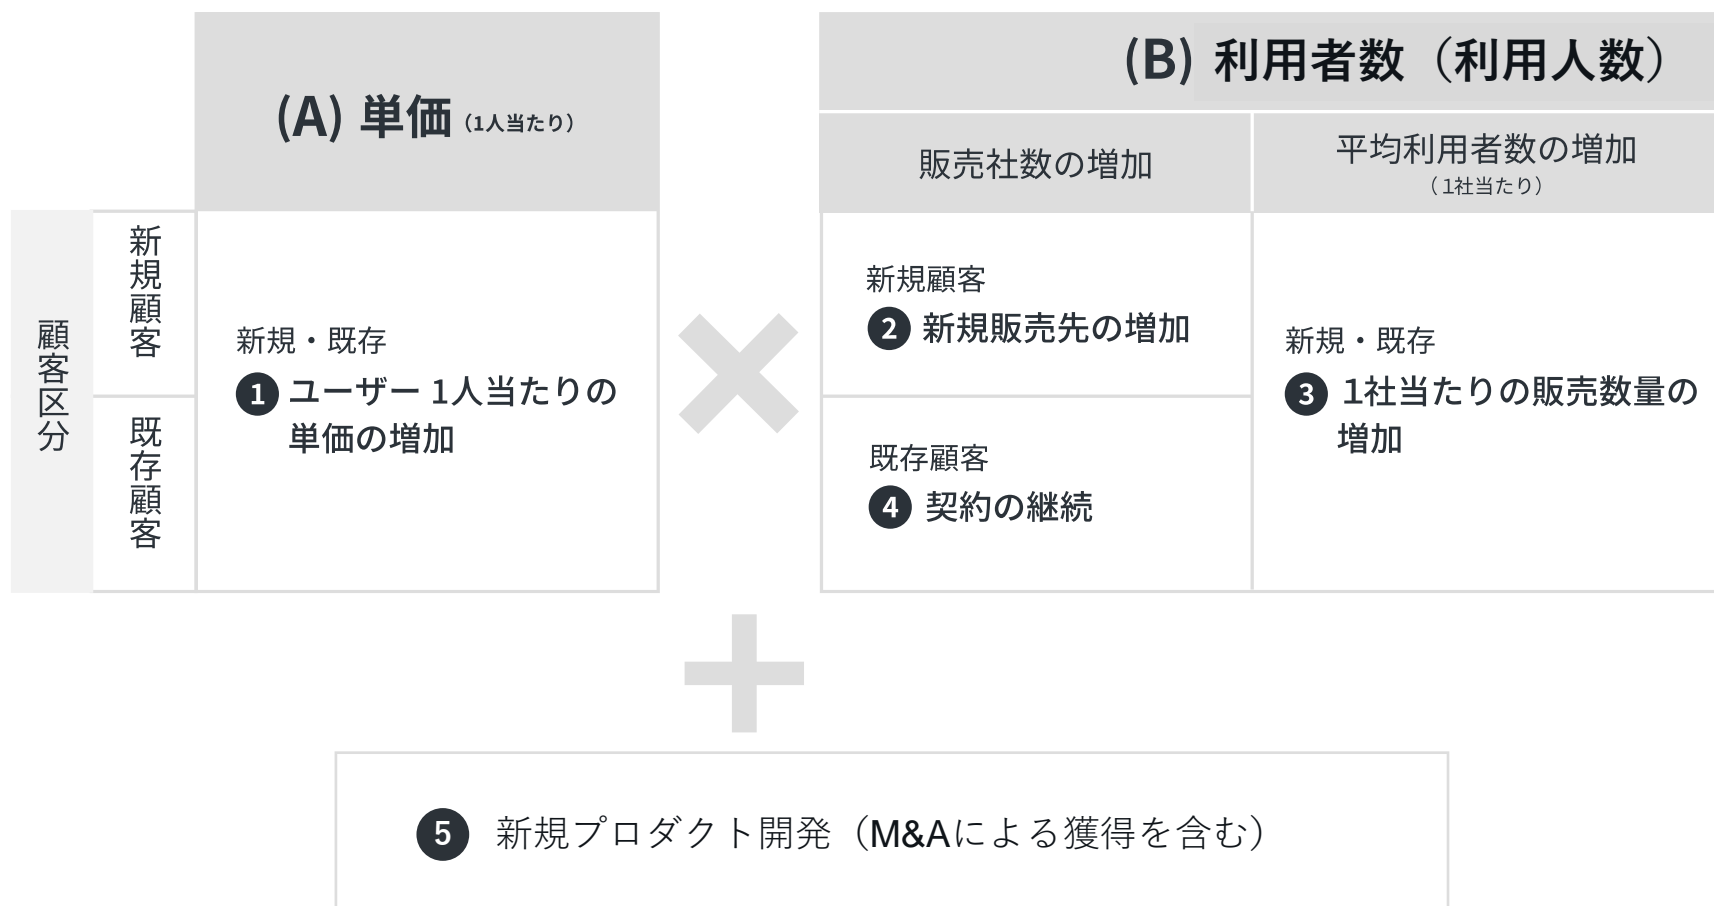 (A) 単価（1人当たり）
(B) 利用者数（利用人数）
販売社数の増加
平均利用者数の増加
（1社当たり）
顧客区分
新規顧客
既存顧客
新規・既存
1 ユーザー 1人当たりの
単価の増加
新規顧客
2 新規販売先の増加
既存顧客
4 契約の継続
新規・既存
3 1社当たりの販売数量の
増加
5 新規プロダクト開発（M&Aによる獲得を含む）